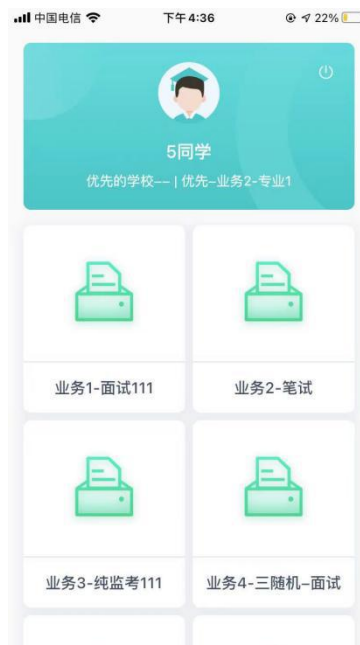 中国电信 下午4:36 22%
5同学
优先的学校-- | 优先-业务2-专业1
业务1-面试111 业务2-笔试
业务3-纯监考111 业务4-三随机-面试